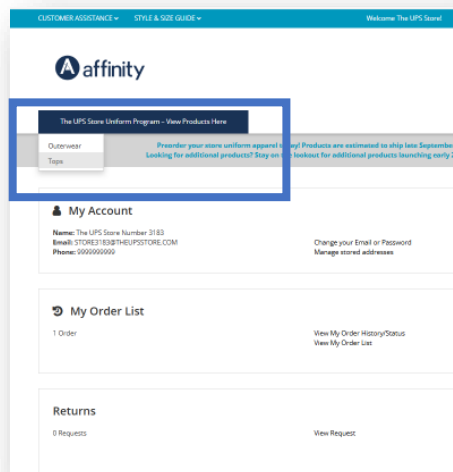 CUSTOMER ASSISTANCE STYLE & SIZE GUIDE Welcome The UPS Store!
affinity
The UPS Store Uniform Program – View Products Here
Outerwear
Tops
Preorder your store uniform apparel ay! Products are estimated to ship late September
Looking for additional products? Stay on lookout for additional products launching early 2
My Account
Name: The UPS Store Number 3183
Email: STORE3183@THEUPSSTORE.COM
Phone: 9999999999
Change your Email or Password
Manage stored addresses
My Order List
1 Order
View My Order History/Status
View My Order List
Returns
0 Requests
View Request